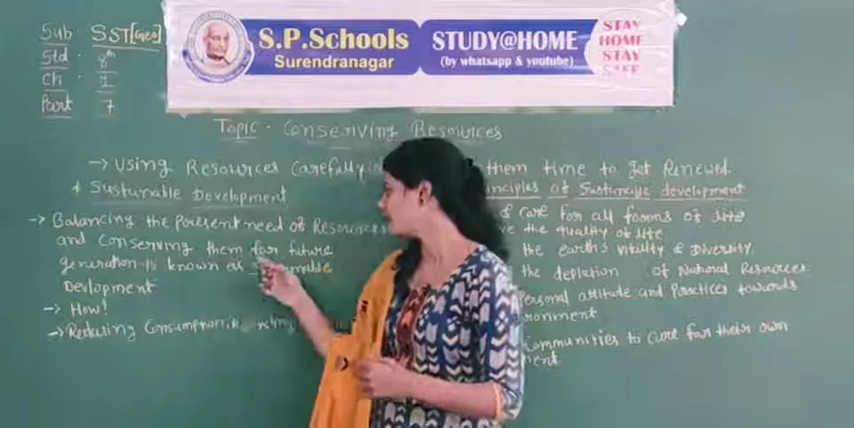 Sub SST[Geo]
Std. 8th
Ch. 1
Part 7
S.P.Schools
Surendranagar
STUDY@HOME
(by whatsapp & youtube)
STAY
HOME
STAY
SAFE
Topic. Conserving Resources
→ Using Resources Carefully them time to get Renewed.
* Sustainable Development
→ Balancing the present need of Resources
and conserving them for future
generation is known as
Devlopment
→ How!
→ Reducing Consumption
Principles of Sustainable development
& care for all forms of life
the quality of life
the earth's vitality & Diversity
the depletion of Natural Resources
Personal attitude and Practices towards
ronment
Communities to care for their own
ment.